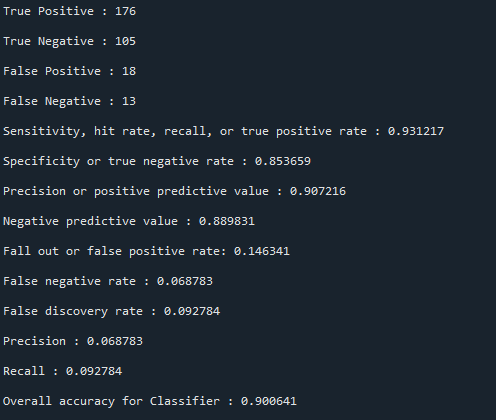 True Positive : 176
True Negative : 105
False Positive : 18
False Negative : 13
Sensitivity, hit rate, recall, or true positive rate : 0.931217
Specificity or true negative rate : 0.853659
Precision or positive predictive value : 0.907216
Negative predictive value : 0.889831
Fall out or false positive rate: 0.146341
False negative rate : 0.068783
False discovery rate : 0.092784
Precision : 0.068783
Recall : 0.092784
Overall accuracy for Classifier : 0.900641